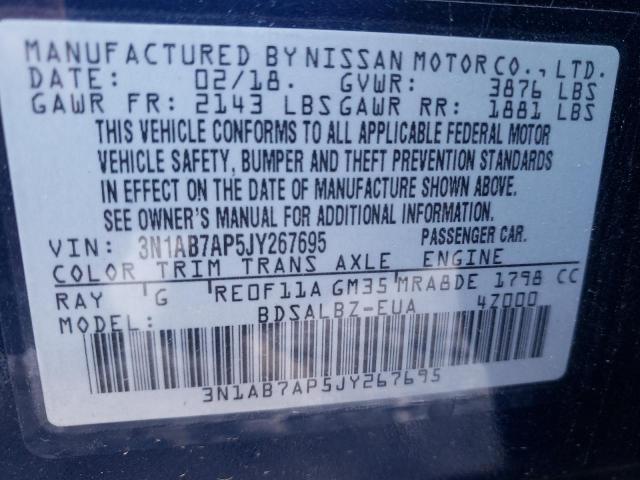 MANUFACTURED BY NISSAN MOTOR CO., LTD.
DATE: 02/18. GVWR: 3876 LBS
GAWR FR: 2143 LBS GAWR RR: 1881 LBS
THIS VEHICLE CONFORMS TO ALL APPLICABLE FEDERAL MOTOR
VEHICLE SAFETY, BUMPER AND THEFT PREVENTION STANDARDS
IN EFFECT ON THE DATE OF MANUFACTURE SHOWN ABOVE.
SEE OWNER'S MANUAL FOR ADDITIONAL INFORMATION.
VIN: 3N1AB7AP5JY267695 PASSENGER CAR.
COLOR TRIM TRANS AXLE ENGINE
RAY G RE0F11A GM35 MRA8DE 1798 CC
MODEL: BDSALBZ-EUA 4Z000
3N1AB7AP5JY267695